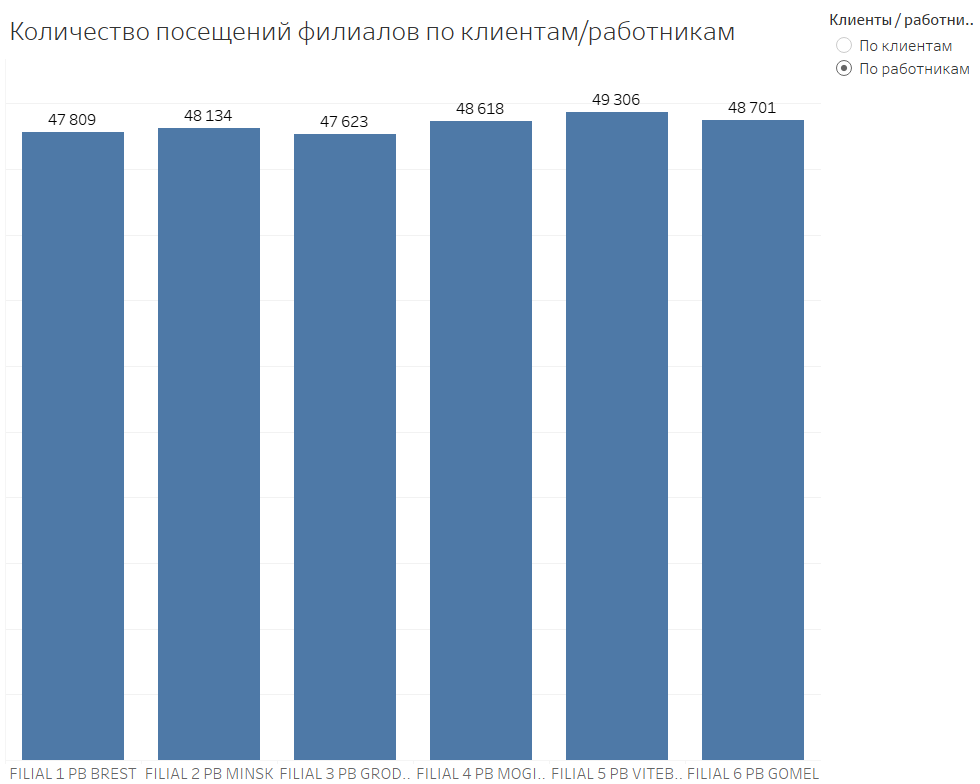 Количество посещений филиалов по клиентам/работникам
Клиенты / работни..
По клиентам
По работникам
47 809
48 134
47 623
48 618
49 306
48 701
FILIAL 1 PB BREST
FILIAL 2 PB MINSK
FILIAL 3 PB GROD..
FILIAL 4 PB MOGI..
FILIAL 5 PB VITEB..
FILIAL 6 PB GOMEL